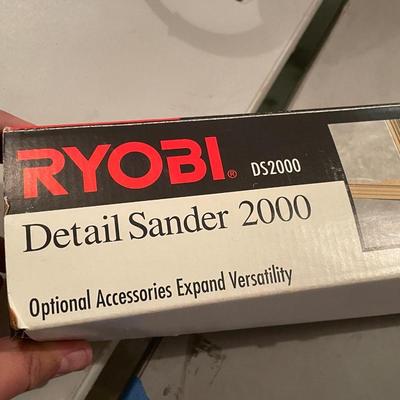 RYOBI® DS2000
Detail Sander 2000
Optional Accessories Expand Versatility